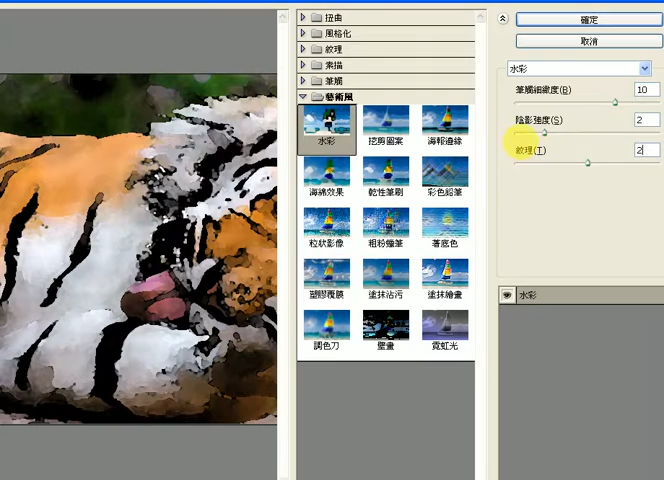 扭曲
風格化
紋理
素描
筆觸
藝術風
水彩
挖剪圖案
海報邊緣
海綿效果
乾性筆刷
彩色鉛筆
粒狀影像
粗粉蠟筆
著底色
塑膠覆膜
塗抹沾污
塗抹繪畫
調色刀
壁畫
霓虹光
確定
取消
水彩
筆觸細緻度(B)
10
陰影強度(S)
2
紋理(T)
2
水彩